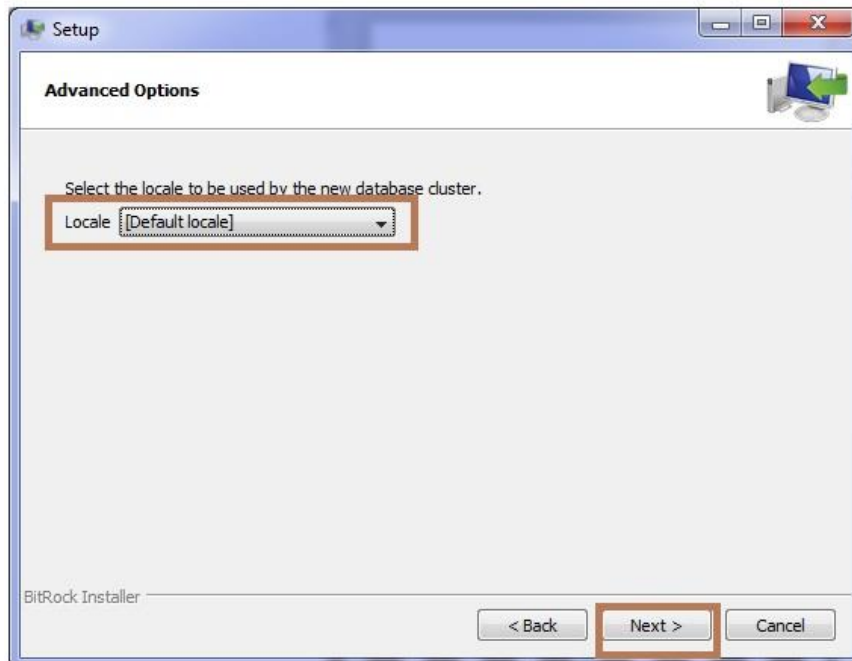 Setup
Advanced Options
Select the locale to be used by the new database cluster.
Locale [Default locale]
BitRock Installer
< Back Next > Cancel